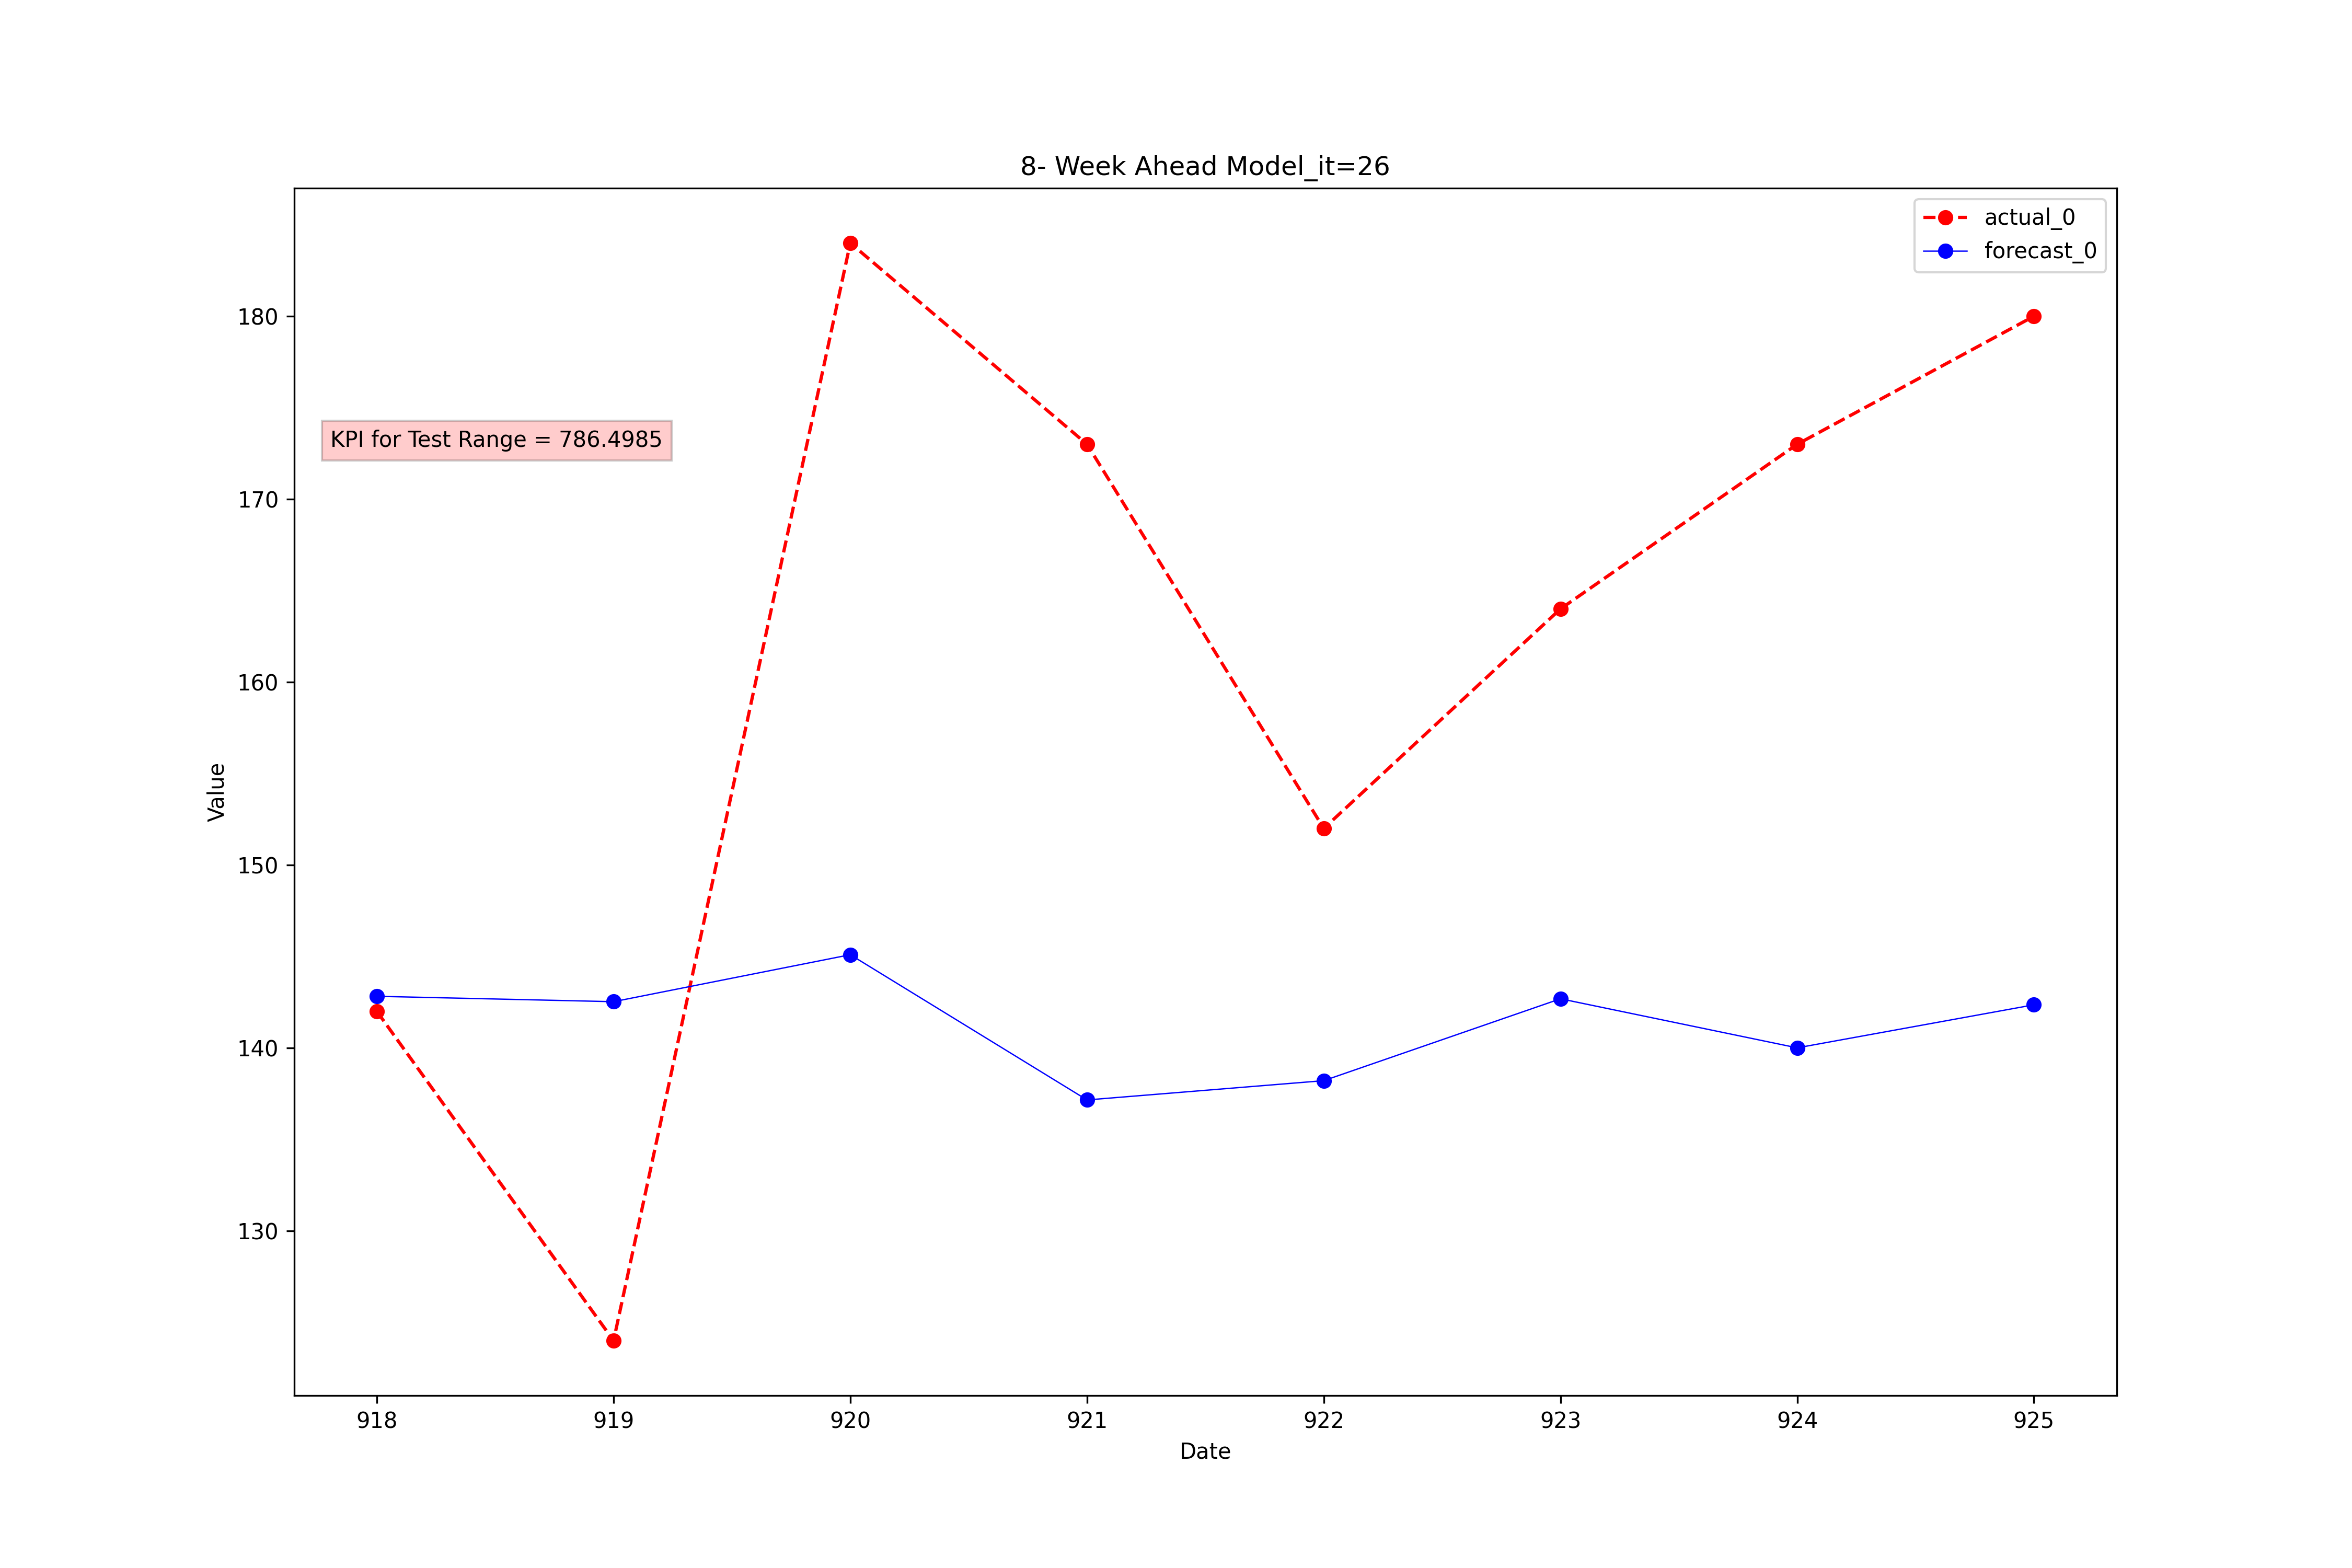 8- Week Ahead Model_it=26
actual_0
forecast_0
KPI for Test Range = 786.4985
Value
180
170
160
150
140
130
918 919 920 921 922 923 924 925
Date